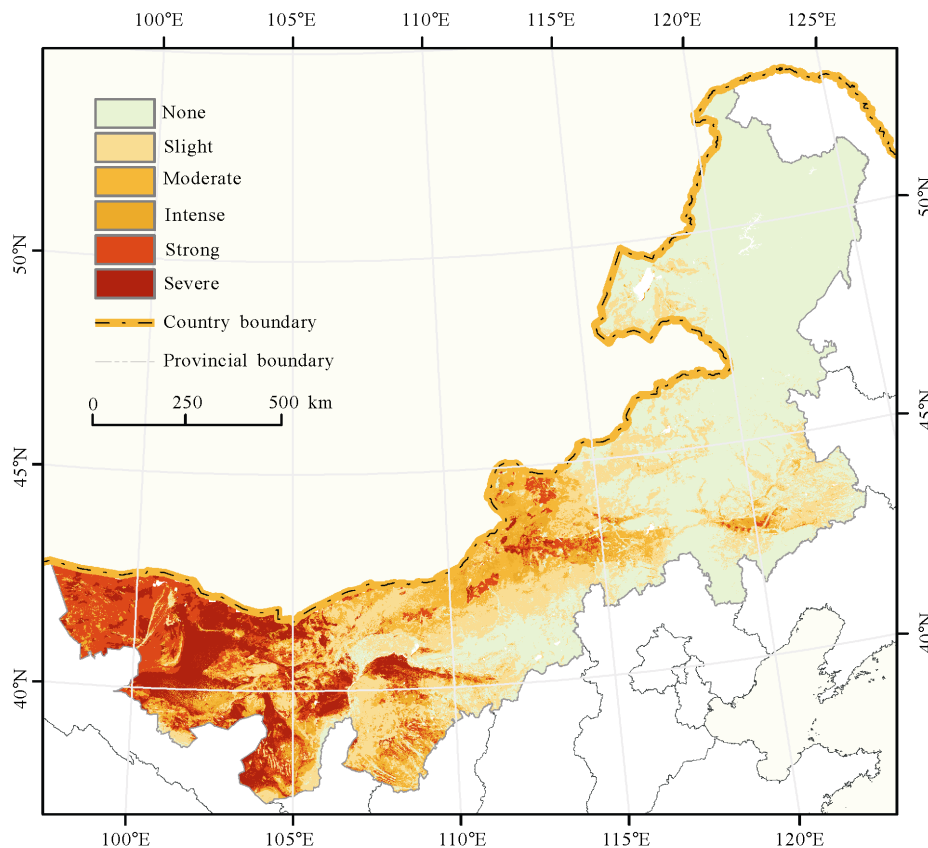 100°E 105°E 110°E 115°E 120°E 125°E
None
Slight
Moderate
Intense
Strong
Severe
Country boundary
Provincial boundary
0 250 500 km
50°N
45°N
40°N
50°N
45°N
40°N
100°E 105°E 110°E 115°E 120°E